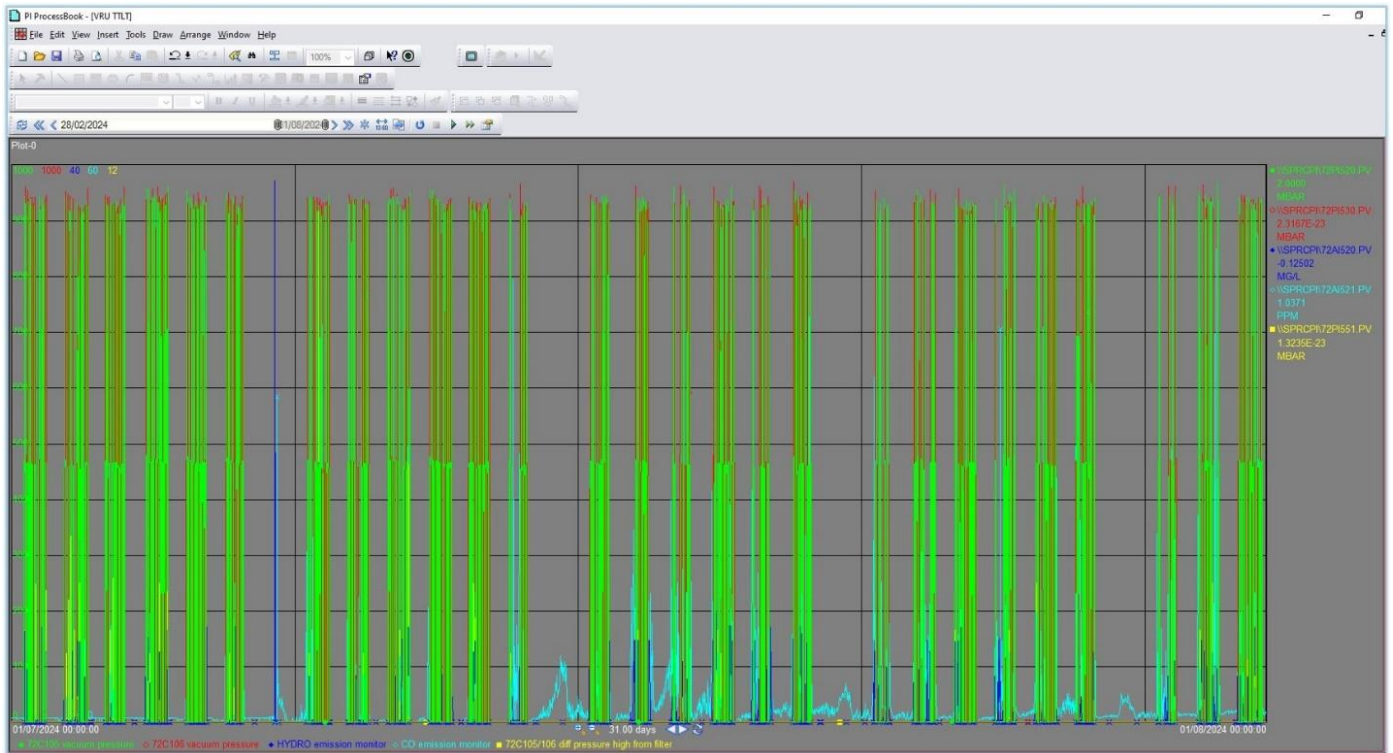 PI ProcessBook - [VRU TTLT]
File Edit View Insert Tools Draw Arrange Window Help
100%
28/02/2024
01/08/2024
Plot-0
1000 1000 40 60 12
\\SPRCPI\72PI520.PV
2.0000
MBAR
\\SPRCPI\72PI530.PV
2.3167E-23
MBAR
\\SPRCPI\72AI520.PV
-0.12502
MG/L
\\SPRCPI\72AI521.PV
1.0371
PPM
\\SPRCPI\72PI551.PV
1.3235E-23
MBAR
01/07/2024 00:00:00 31.00 days 01/08/2024 00:00:00
72C105 vacuum pressure 72C106 vacuum pressure HYDRO emission monitor CO emission monitor 72C105/106 diff pressure high from filter